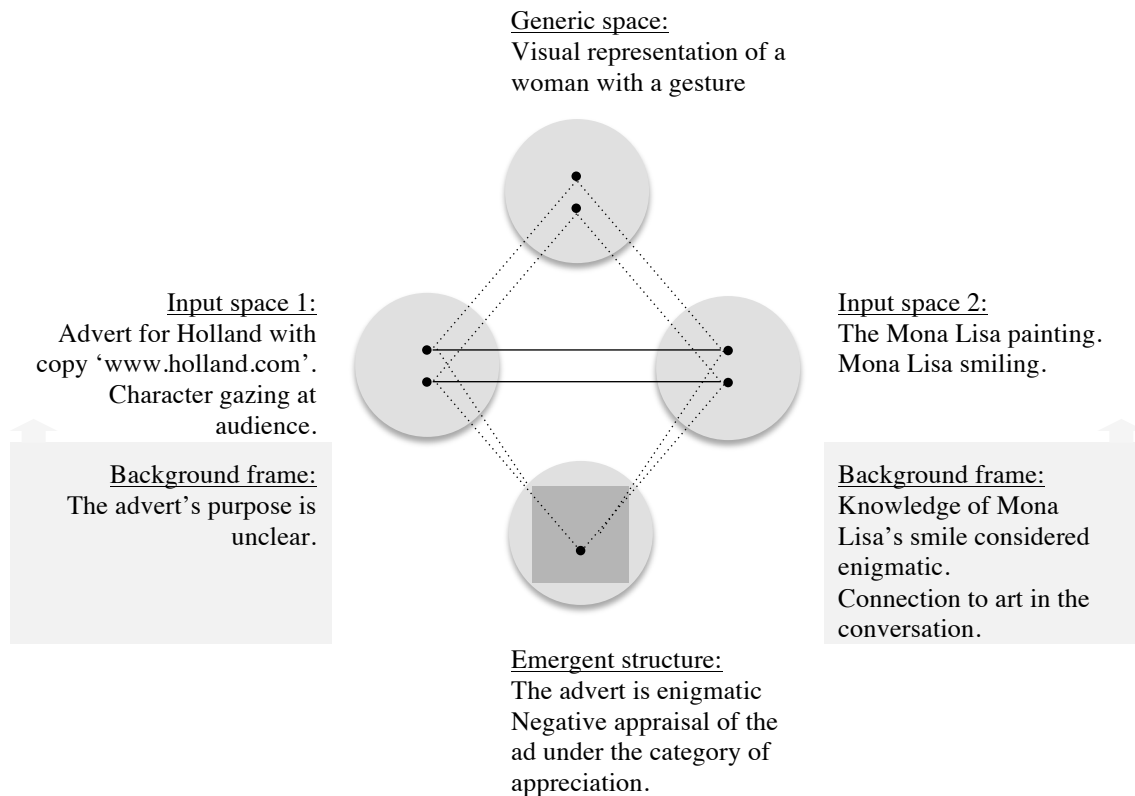 Generic space:
Visual representation of a
woman with a gesture
Input space 1:
Advert for Holland with
copy ‘www.holland.com’.
Character gazing at
audience.
Background frame:
The advert’s purpose is
unclear.
Input space 2:
The Mona Lisa painting.
Mona Lisa smiling.
Background frame:
Knowledge of Mona
Lisa’s smile considered
enigmatic.
Connection to art in the
conversation.
Emergent structure:
The advert is enigmatic
Negative appraisal of the
ad under the category of
appreciation.